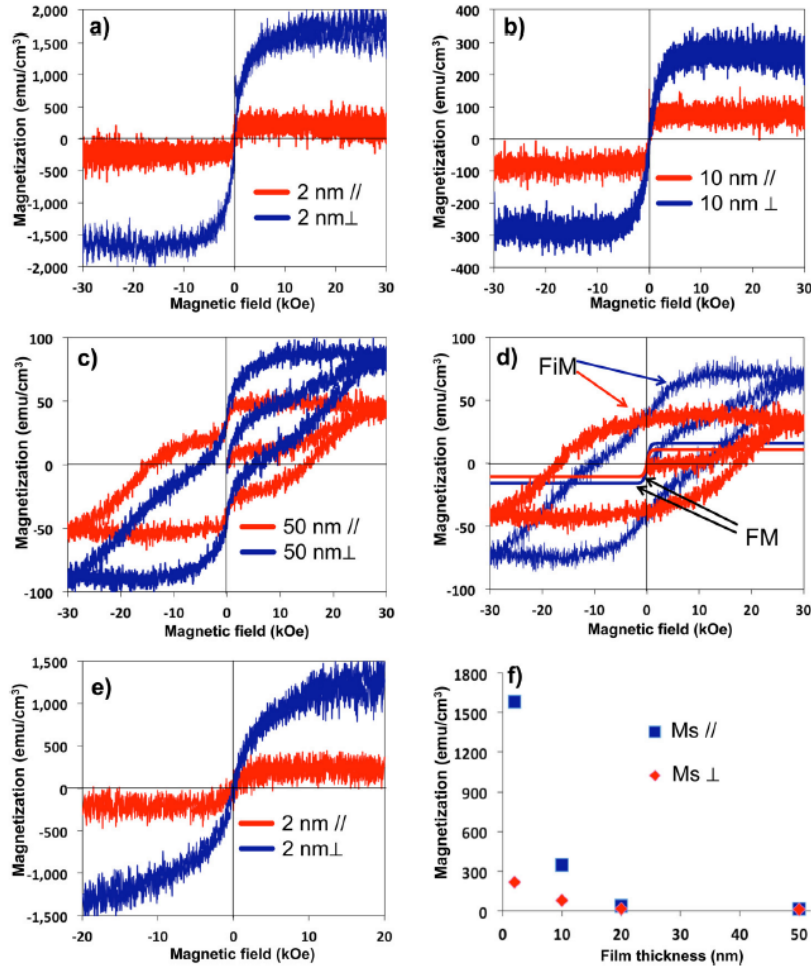 a)
Magnetization (emu/cm³)
2,000
1,500
1,000
500
0
-500
-1,000
-1,500
-2,000
2 nm //
2 nm⊥
-30 -20 -10 0 10 20 30
Magnetic field (kOe)
b)
Magnetization (emu/cm³)
400
300
200
100
0
-100
-200
-300
-400
10 nm //
10 nm ⊥
-30 -20 -10 0 10 20 30
Magnetic field (kOe)
c)
Magnetization (emu/cm³)
100
50
0
-50
-100
50 nm //
50 nm⊥
-30 -20 -10 0 10 20 30
Magnetic field (kOe)
d)
Magnetization (emu/cm³)
100
50
0
-50
-100
FiM
FM
-30 -20 -10 0 10 20 30
Magnetic field (kOe)
e)
Magnetization (emu/cm³)
1,500
1,000
500
0
-500
-1,000
-1,500
2 nm //
2 nm⊥
-20 -10 0 10 20
Magnetic field (kOe)
f)
Magnetization (emu/cm³)
1800
1500
1200
900
600
300
0
Ms //
Ms ⊥
0 10 20 30 40 50
Film thickness (nm)